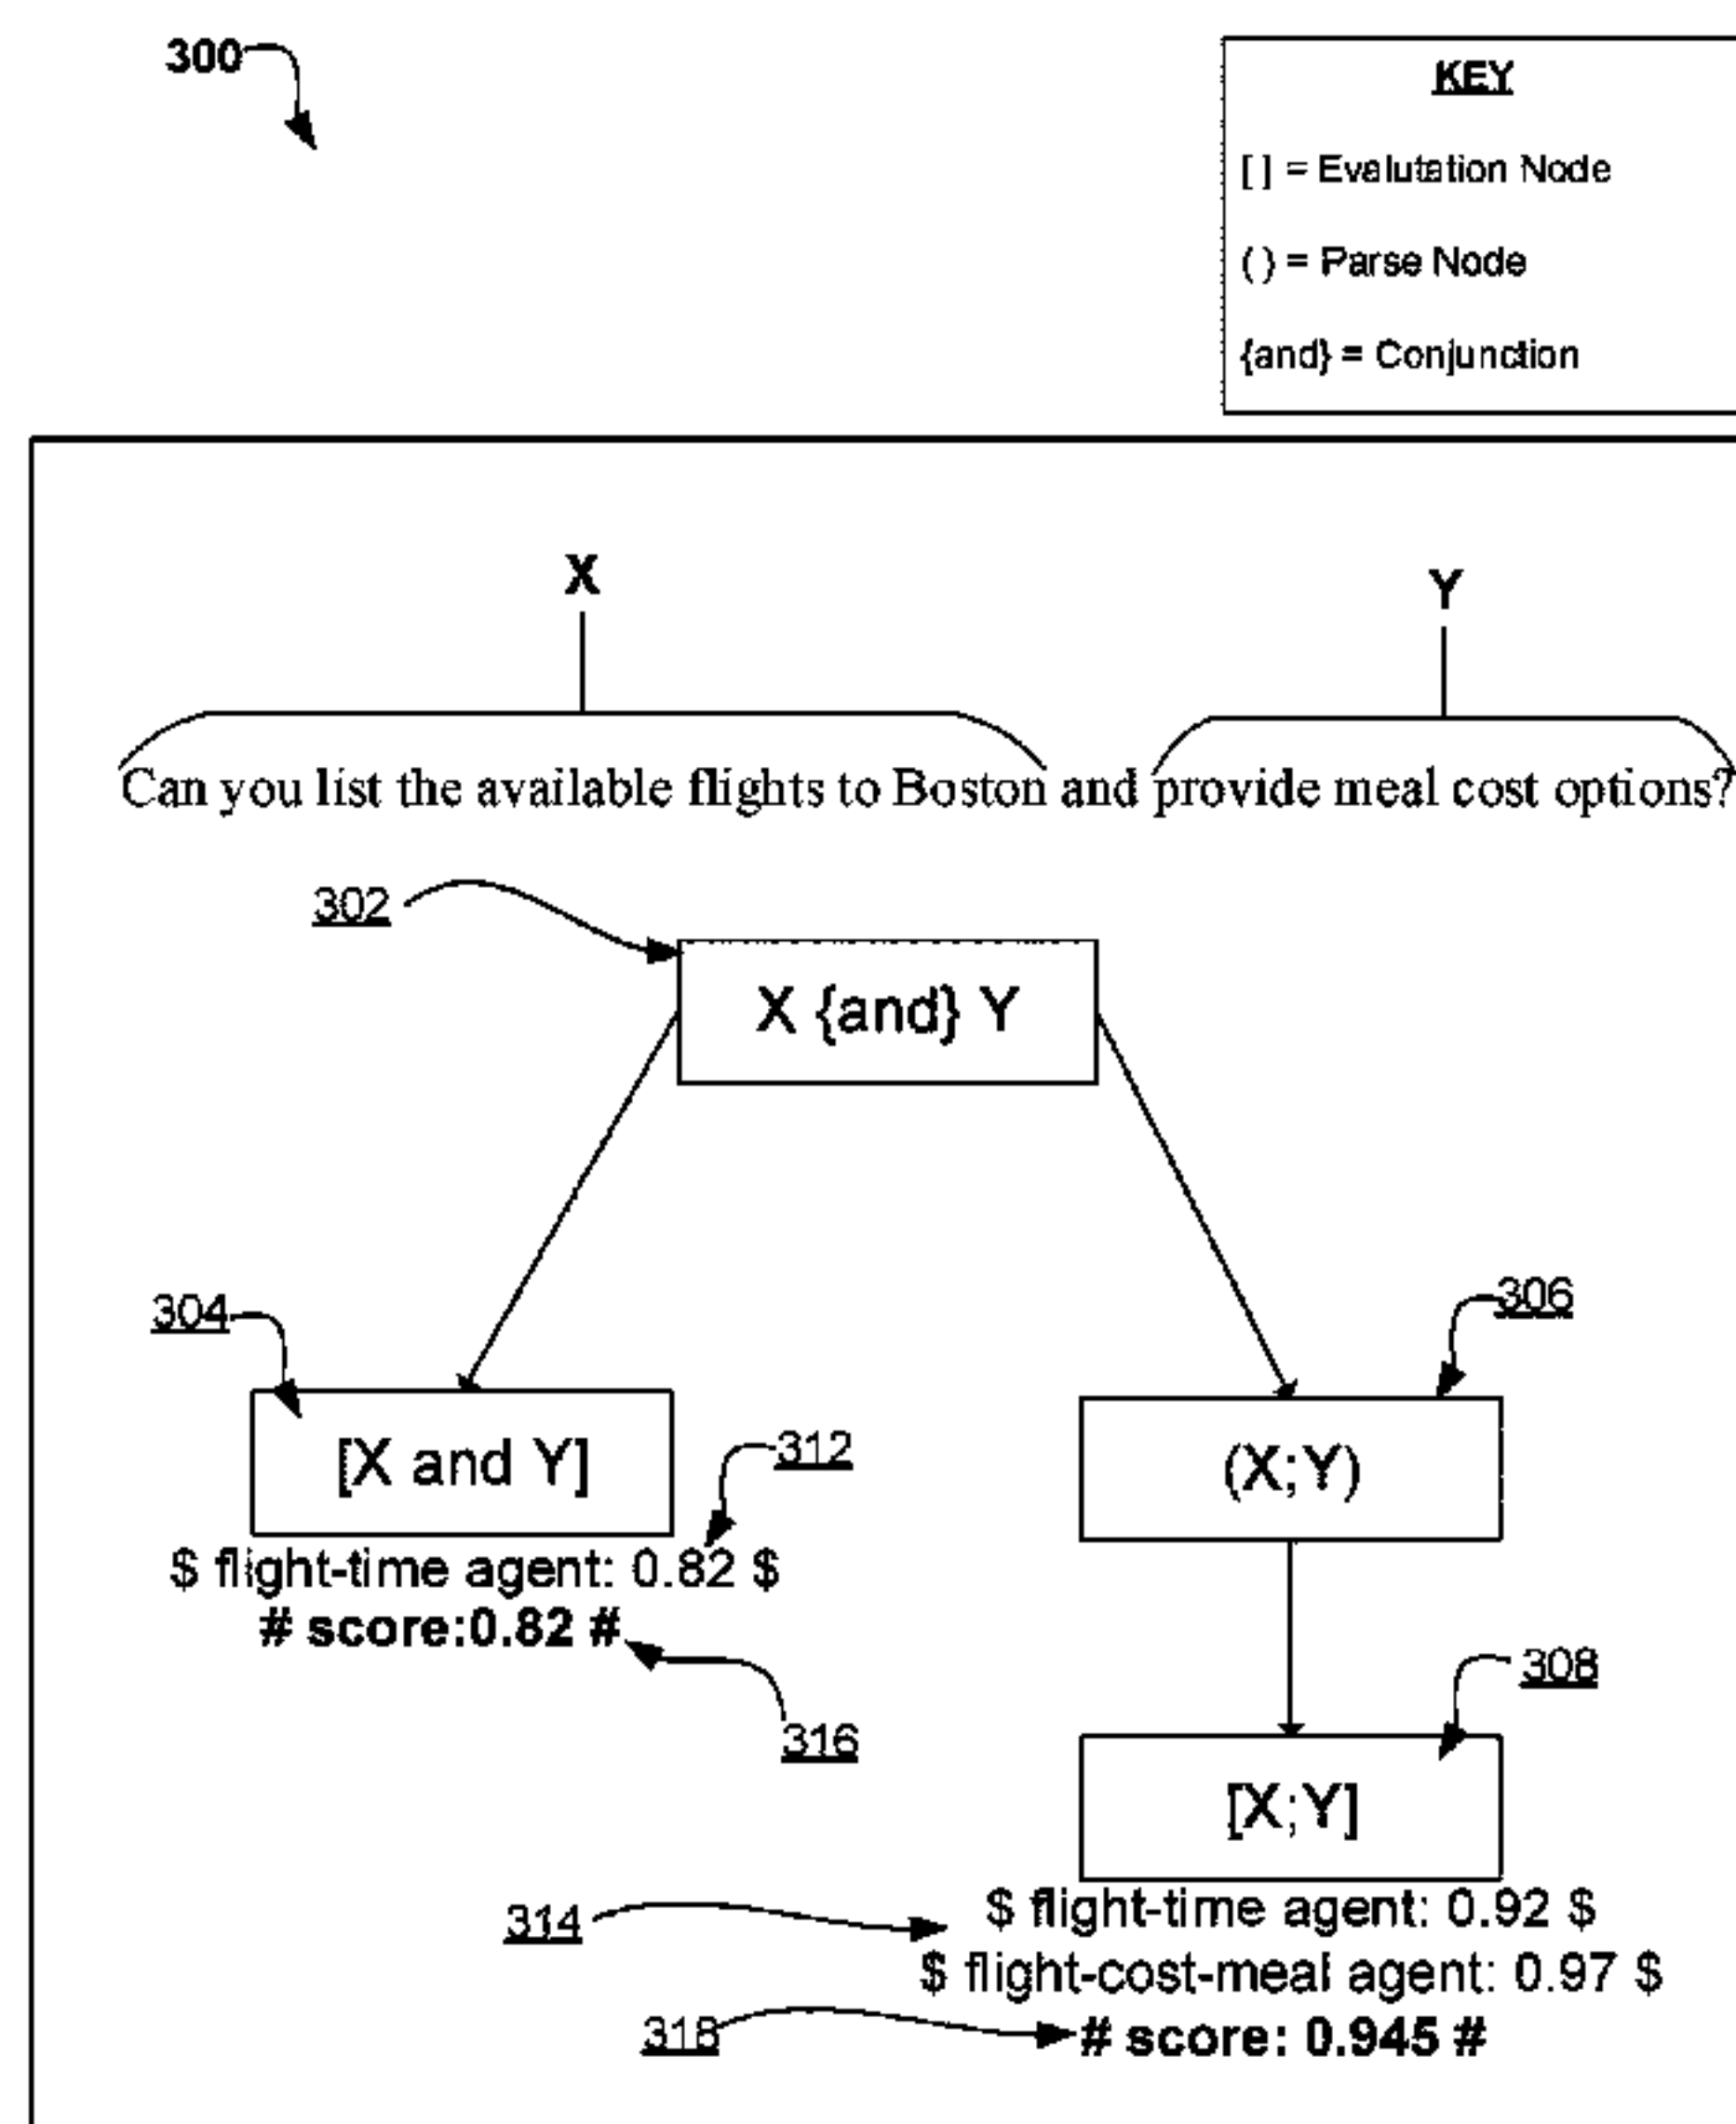 300
KEY
[ ] = Evalutation Node
( ) = Parse Node
{and} = Conjunction
X
Y
Can you list the available flights to Boston and provide meal cost options?
302
X {and} Y
304
306
[X and Y]
312
(X;Y)
$ flight-time agent: 0.82 $
# score:0.82 #
308
316
[X;Y]
314
$ flight-time agent: 0.92 $
$ flight-cost-meal agent: 0.97 $
318
# score: 0.945 #